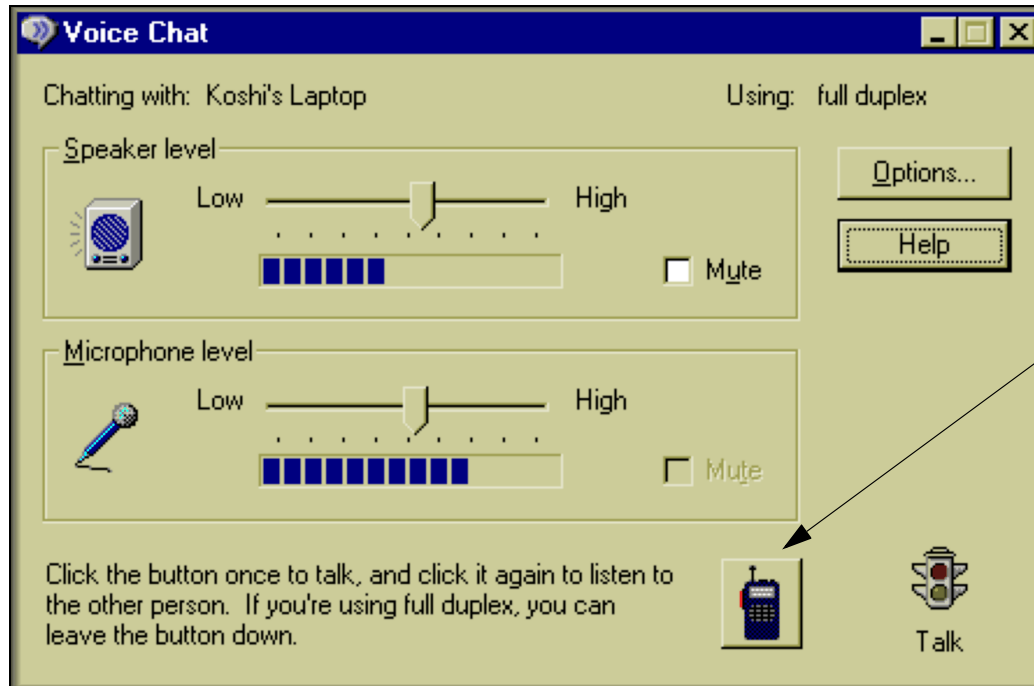 Voice Chat
Chatting with: Koshi's Laptop
Using: full duplex
Speaker level
Low
High
Mute
Options...
Help
Microphone level
Low
High
Mute
Click the button once to talk, and click it again to listen to
the other person. If you're using full duplex, you can
leave the button down.
Talk